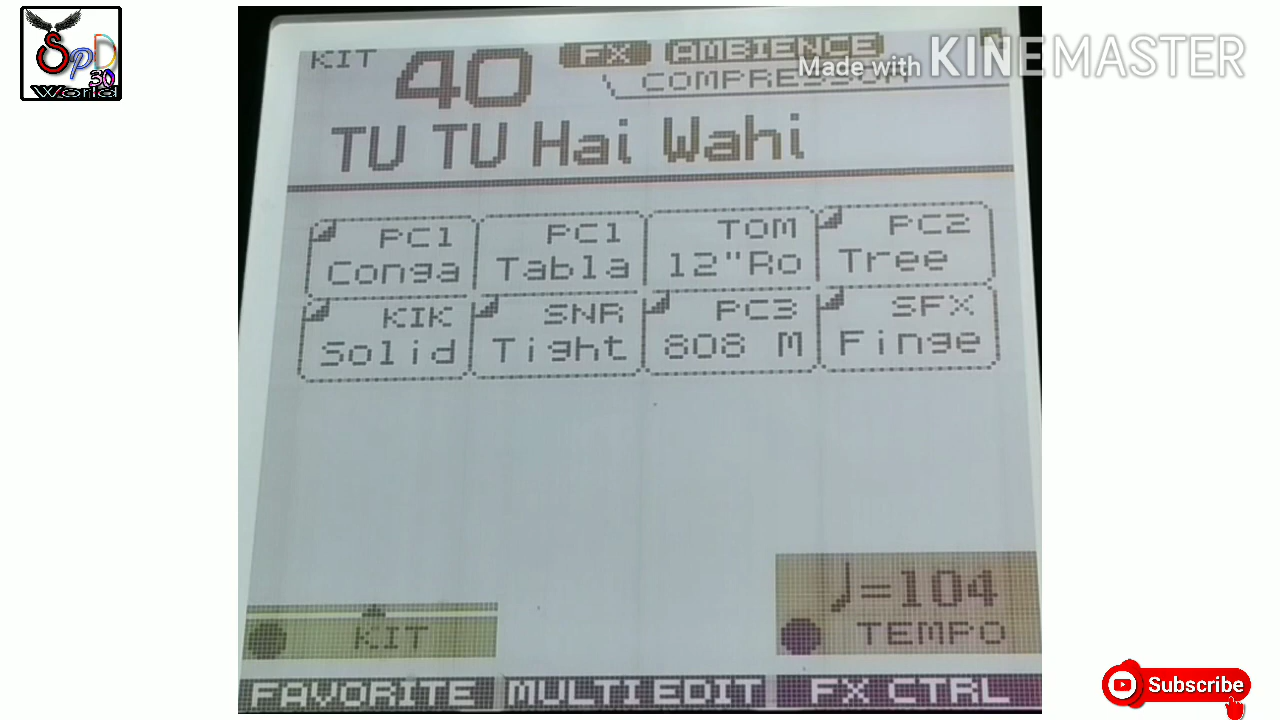 SPD
30
World
KIT 40 FX AMBIENCE
COMPRESSOR
Made with KINEMASTER
TU TU Hai Wahi
PC1 PC1 TOM PC2
Conga Tabla 12"Ro Tree
KIK SNR PC3 SFX
Solid Tight 808 M Finge
♩=104
KIT TEMPO
FAVORITE MULTI EDIT FX CTRL
Subscribe